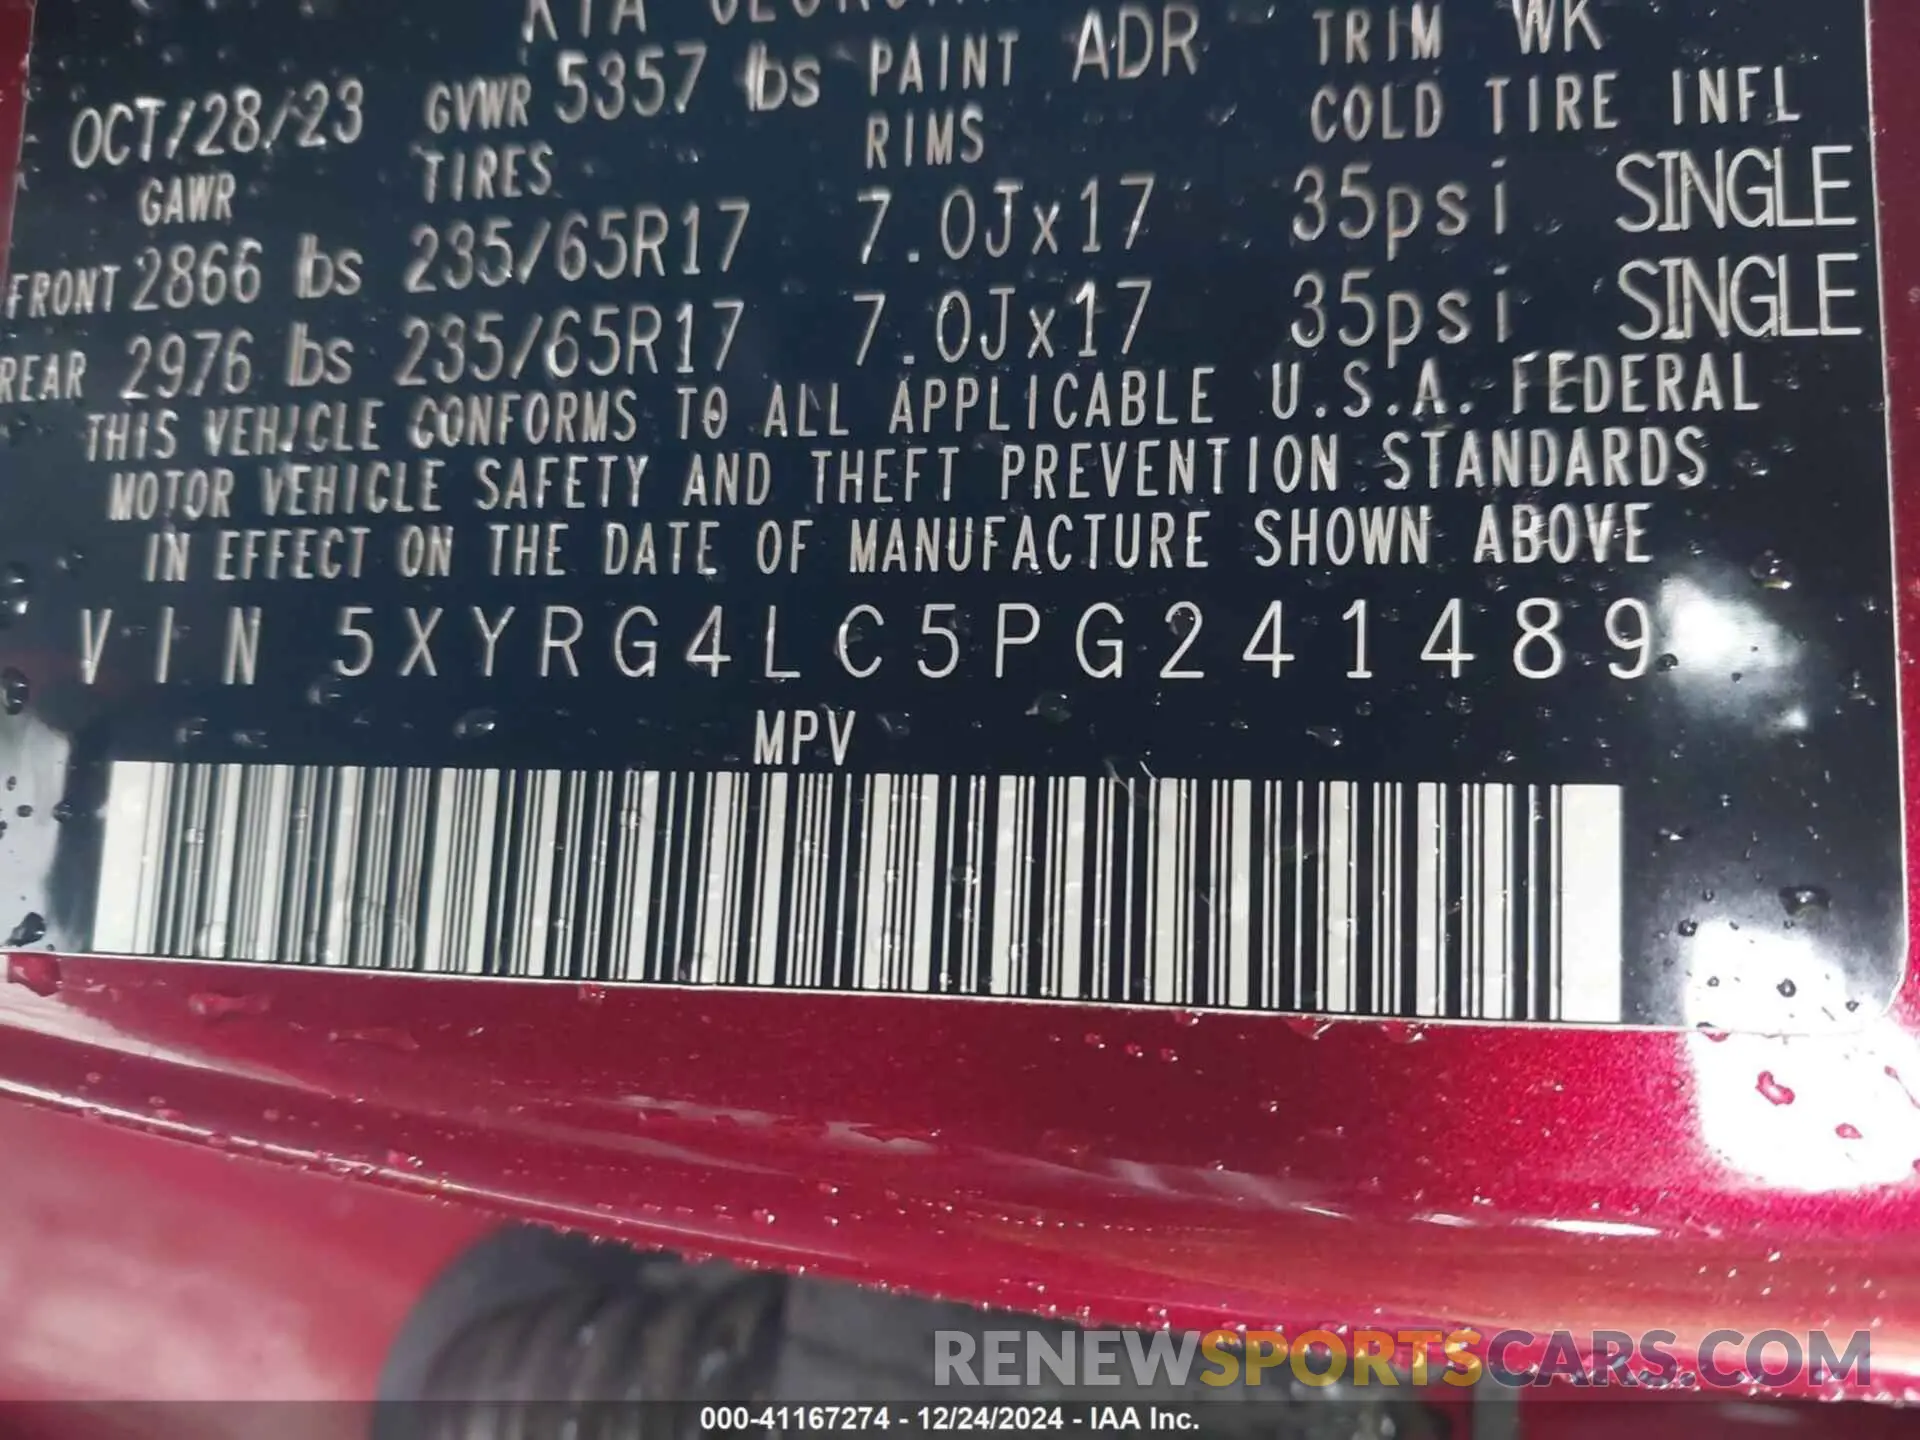 KIA
OCT/28/23 GVWR 5357 lbs PAINT ADR TRIM WK
GAWR TIRES RIMS COLD TIRE INFL
FRONT 2866 lbs 235/65R17 7.0Jx17 35psi SINGLE
REAR 2976 lbs 235/65R17 7.0Jx17 35psi SINGLE
THIS VEHICLE CONFORMS TO ALL APPLICABLE U.S.A. FEDERAL
MOTOR VEHICLE SAFETY AND THEFT PREVENTION STANDARDS
IN EFFECT ON THE DATE OF MANUFACTURE SHOWN ABOVE
VIN 5XYRG4LC5PG241489
MPV
RENEWSPORTSCARS.COM
000-41167274 - 12/24/2024 - IAA Inc.